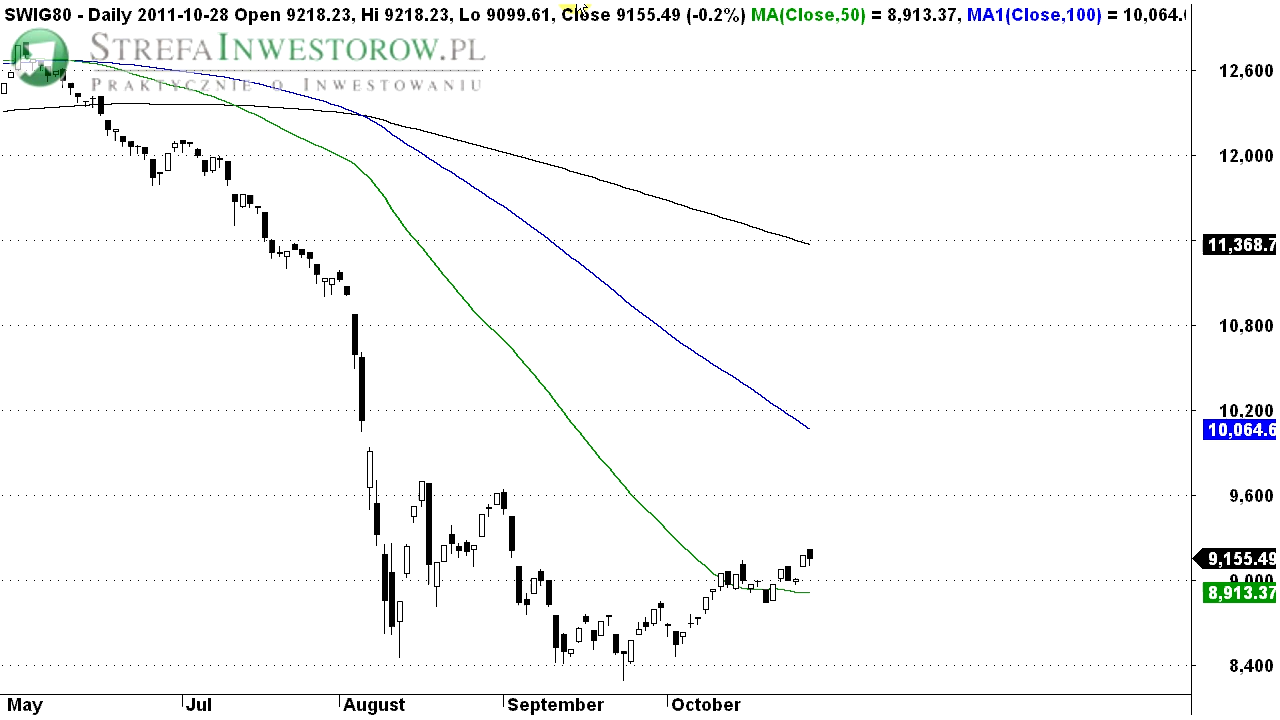 SWIG80 - Daily 2011-10-28 Open 9218.23, Hi 9218.23, Lo 9099.61, Close 9155.49 (-0.2%) MA(Close,50) = 8,913.37, MA1(Close,100) = 10,064.6
STREFAINWESTOROW.PL
PRAKTYCZNIE O INWESTOWANIU
12,600
12,000
11,368.7
10,800
10,200
10,064.6
9,600
9,155.49
9,000
8,913.37
8,400
May Jul August September October